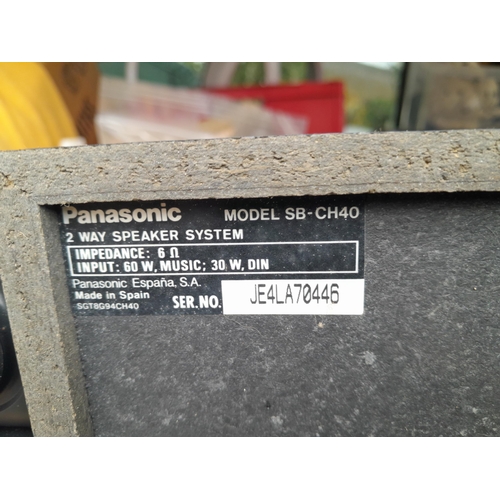 Panasonic MODEL SB-CH40
2 WAY SPEAKER SYSTEM
IMPEDANCE: 6 Ω
INPUT: 60 W, MUSIC; 30 W, DIN
Panasonic España, S.A.
Made in Spain
SGT8G94CH40
SER.NO. JE4LA70446